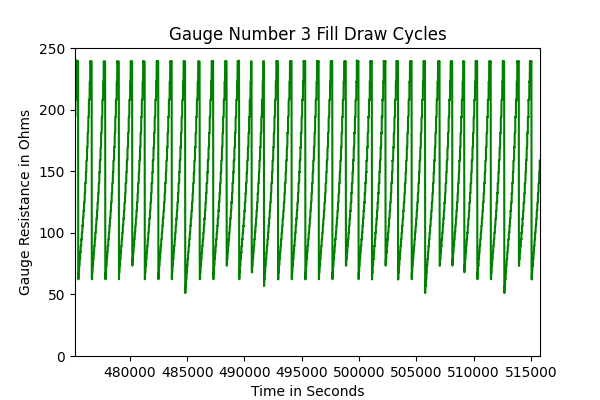 Gauge Number 3 Fill Draw Cycles
250
200
150
100
50
0
Gauge Resistance in Ohms
480000 485000 490000 495000 500000 505000 510000 515000
Time in Seconds